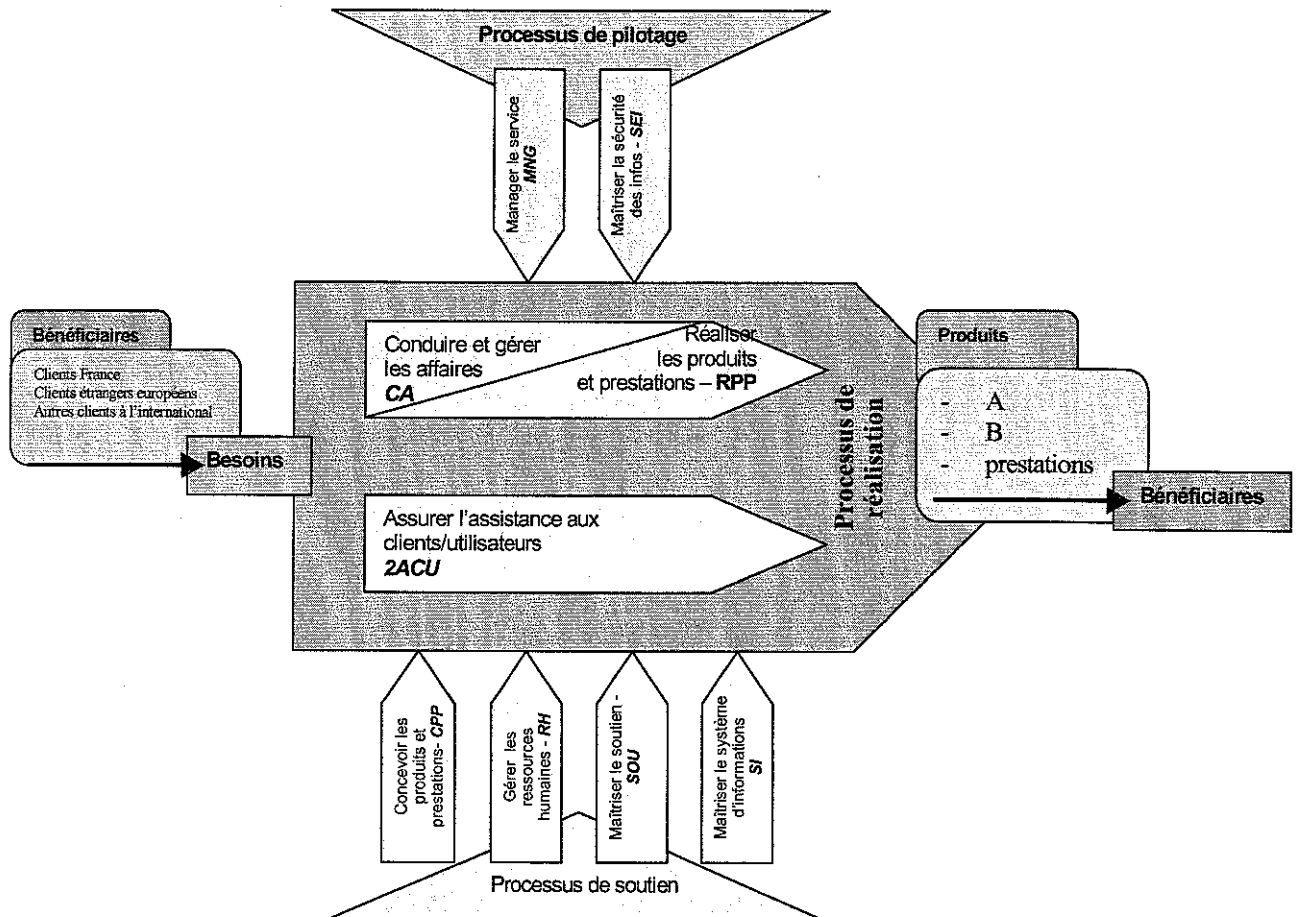 Processus de pilotage
Manager le service
MNG
Maîtriser la sécurité
des infos - SEI
Bénéficiaires
Clients France
Clients étrangers européens
Autres clients à l'international
Besoins
Conduire et gérer
les affaires
CA
Réaliser
les produits
et prestations – RPP
Assurer l'assistance aux
clients/utilisateurs
2ACU
Processus de
réalisation
Produits
- A
- B
- prestations
Bénéficiaires
Concevoir les
produits et
prestations- CPP
Gérer les
ressources
humaines - RH
Maîtriser le soutien -
SOU
Maîtriser le système
d'informations
SI
Processus de soutien